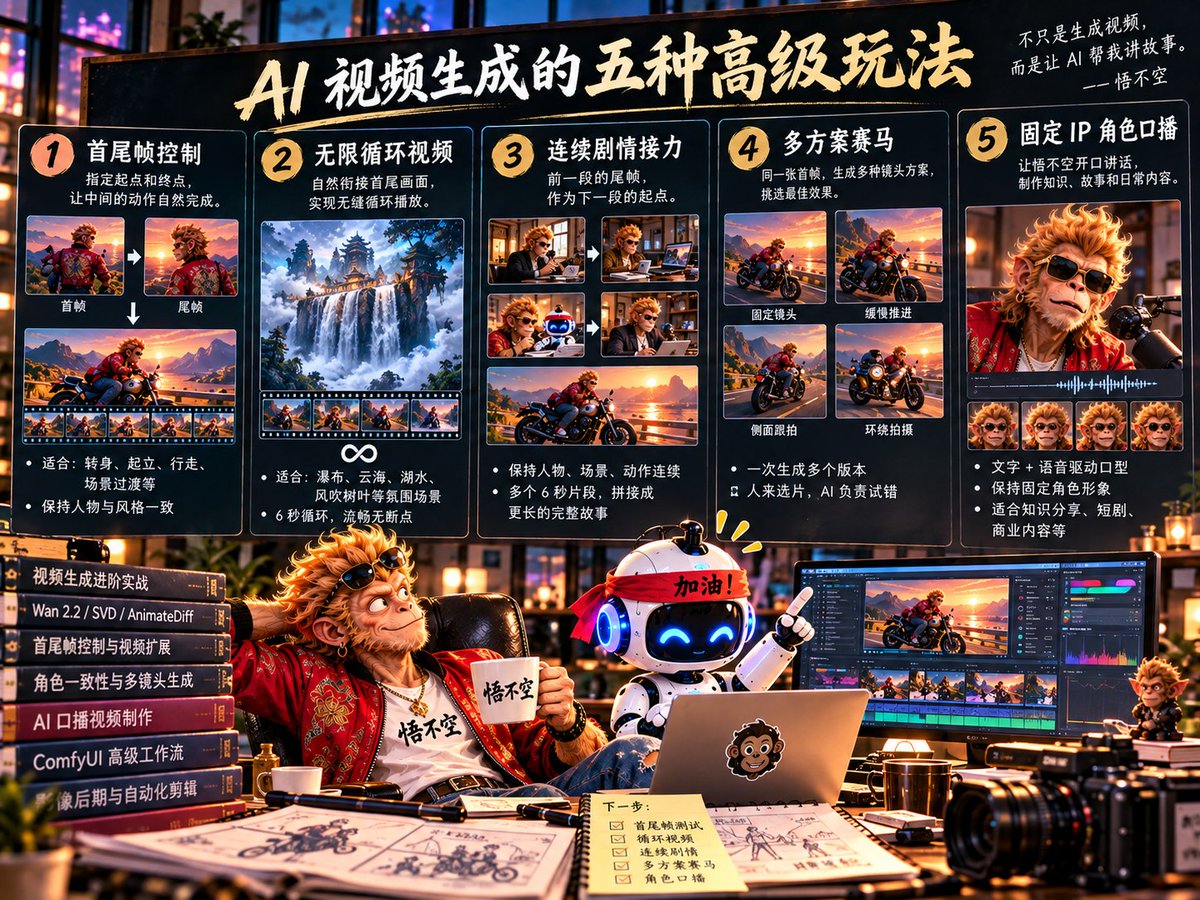 AI 视频生成的五种高级玩法
不只是生成视频，
而是让 AI 帮我讲故事。
—— 悟不空
1 首尾帧控制
指定起点和终点，
让中间的动作自然完成。
首帧
尾帧
• 适合：转身、起立、行走、
场景过渡等
• 保持人物与风格一致
2 无限循环视频
自然衔接首尾画面，
实现无缝循环播放。
∞
• 适合：瀑布、云海、湖水、
风吹树叶等氛围场景
• 6 秒循环，流畅无断点
3 连续剧情接力
前一段的尾帧，
作为下一段的起点。
• 保持人物、场景、动作连续
• 多个 6 秒片段，拼接成
更长的完整故事
4 多方案赛马
同一张首帧，生成多种镜头方案，
挑选最佳效果。
固定镜头
缓慢推进
侧面跟拍
环绕拍摄
• 一次生成多个版本
人来选片，AI 负责试错
5 固定 IP 角色口播
让悟不空开口讲话，
制作知识、故事和日常内容。
• 文字 + 语音驱动口型
• 保持固定角色形象
• 适合知识分享、短剧、
商业内容等
视频生成进阶实战
Wan 2.2 / SVD / AnimateDiff
首尾帧控制与视频扩展
角色一致性与多镜头生成
AI 口播视频制作
ComfyUI 高级工作流
像后期与自动化剪辑
悟不空
悟不空
加油！
下一步：
☑ 首尾帧测试
☑ 循环视频
☑ 连续剧情
☑ 多方案赛马
☑ 角色口播